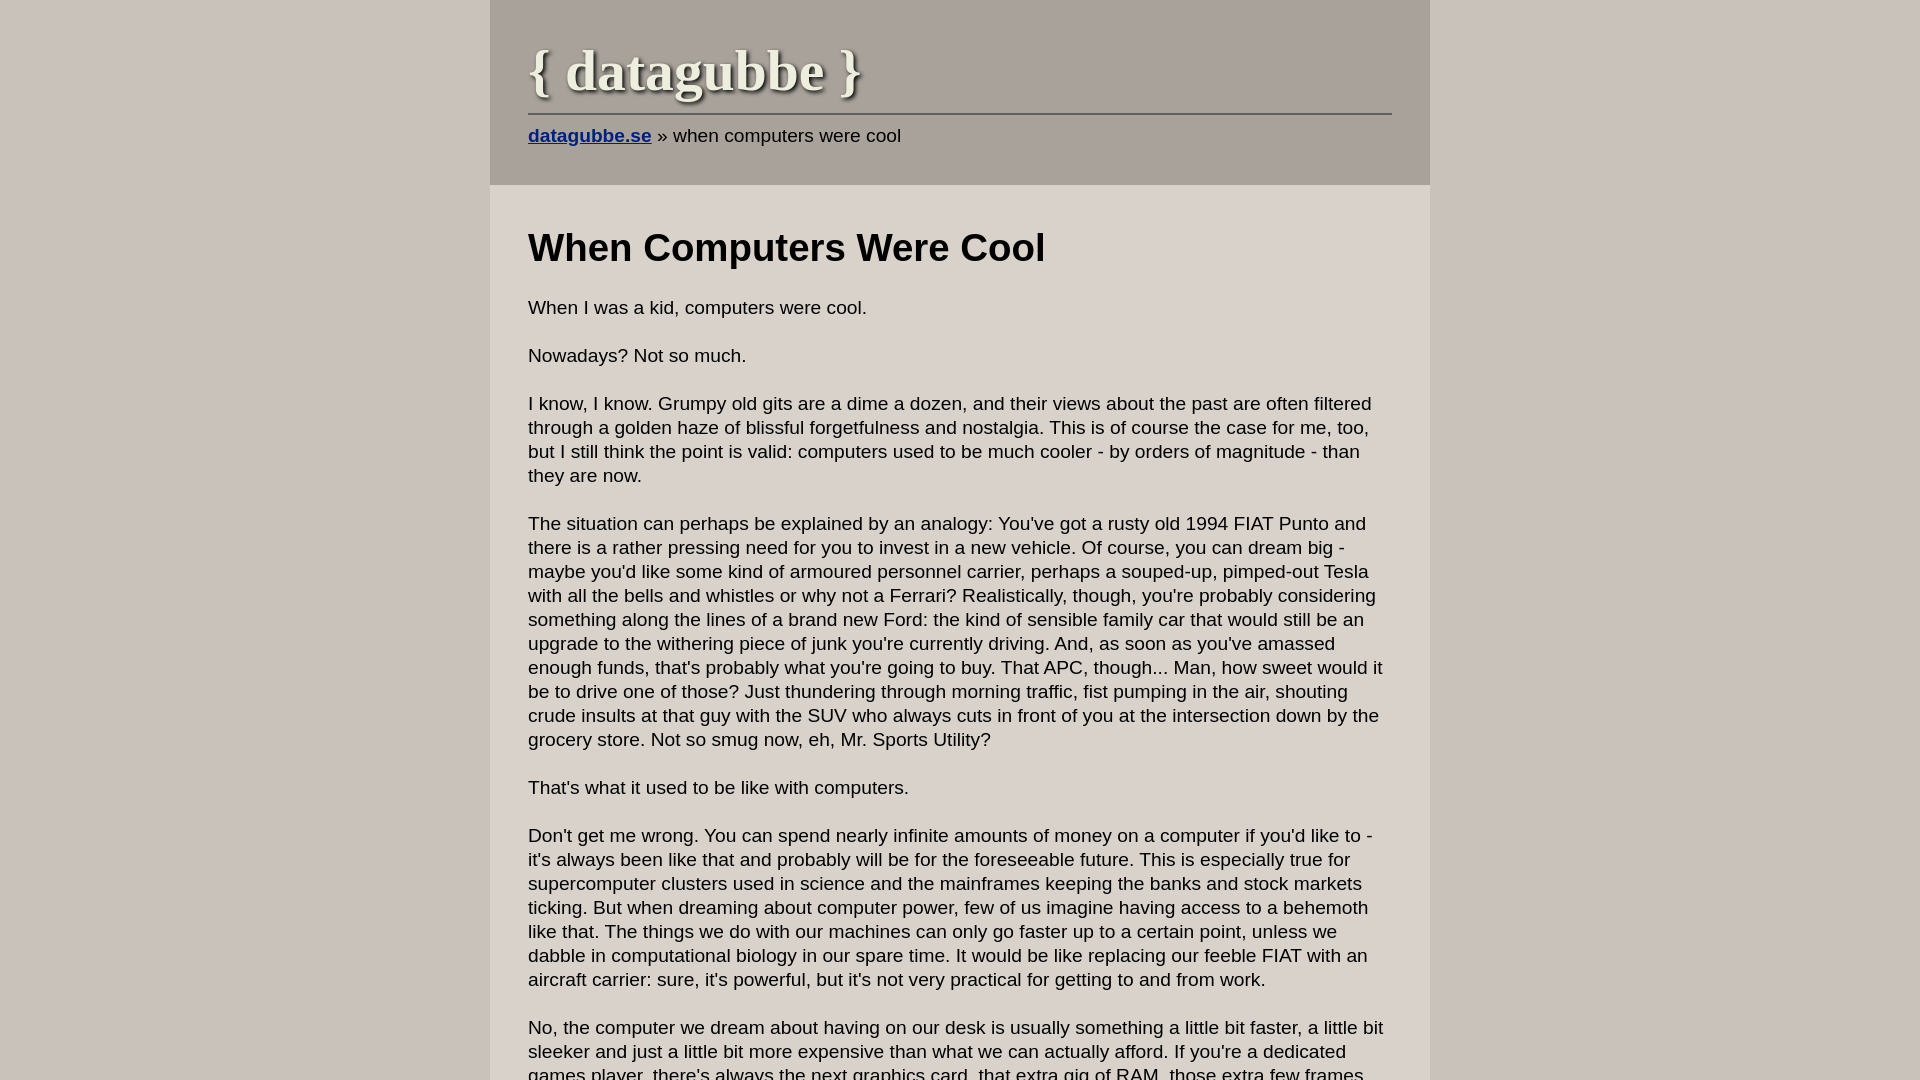 { datagubbe }
datagubbe.se » when computers were cool
When Computers Were Cool
When I was a kid, computers were cool.
Nowadays? Not so much.
I know, I know. Grumpy old gits are a dime a dozen, and their views about the past are often filtered
through a golden haze of blissful forgetfulness and nostalgia. This is of course the case for me, too,
but I still think the point is valid: computers used to be much cooler - by orders of magnitude - than
they are now.
The situation can perhaps be explained by an analogy: You've got a rusty old 1994 FIAT Punto and
there is a rather pressing need for you to invest in a new vehicle. Of course, you can dream big -
maybe you'd like some kind of armoured personnel carrier, perhaps a souped-up, pimped-out Tesla
with all the bells and whistles or why not a Ferrari? Realistically, though, you're probably considering
something along the lines of a brand new Ford: the kind of sensible family car that would still be an
upgrade to the withering piece of junk you're currently driving. And, as soon as you've amassed
enough funds, that's probably what you're going to buy. That APC, though... Man, how sweet would it
be to drive one of those? Just thundering through morning traffic, fist pumping in the air, shouting
crude insults at that guy with the SUV who always cuts in front of you at the intersection down by the
grocery store. Not so smug now, eh, Mr. Sports Utility?
That's what it used to be like with computers.
Don't get me wrong. You can spend nearly infinite amounts of money on a computer if you'd like to -
it's always been like that and probably will be for the foreseeable future. This is especially true for
supercomputer clusters used in science and the mainframes keeping the banks and stock markets
ticking. But when dreaming about computer power, few of us imagine having access to a behemoth
like that. The things we do with our machines can only go faster up to a certain point, unless we
dabble in computational biology in our spare time. It would be like replacing our feeble FIAT with an
aircraft carrier: sure, it's powerful, but it's not very practical for getting to and from work.
No, the computer we dream about having on our desk is usually something a little bit faster, a little bit
sleeker and just a little bit more expensive than what we can actually afford. If you're a dedicated
games player, there's always the next graphics card, that extra gig of RAM, those extra few frames